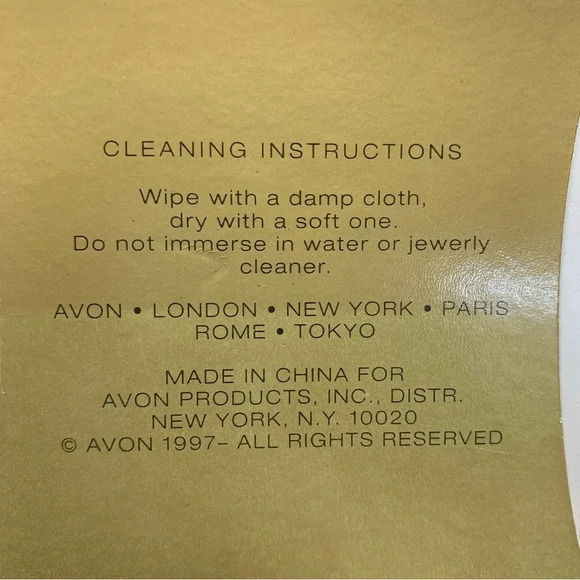 CLEANING INSTRUCTIONS
Wipe with a damp cloth,
dry with a soft one.
Do not immerse in water or jewerly
cleaner.
AVON • LONDON • NEW YORK • PARIS
ROME • TOKYO
MADE IN CHINA FOR
AVON PRODUCTS, INC., DISTR.
NEW YORK, N.Y. 10020
© AVON 1997– ALL RIGHTS RESERVED